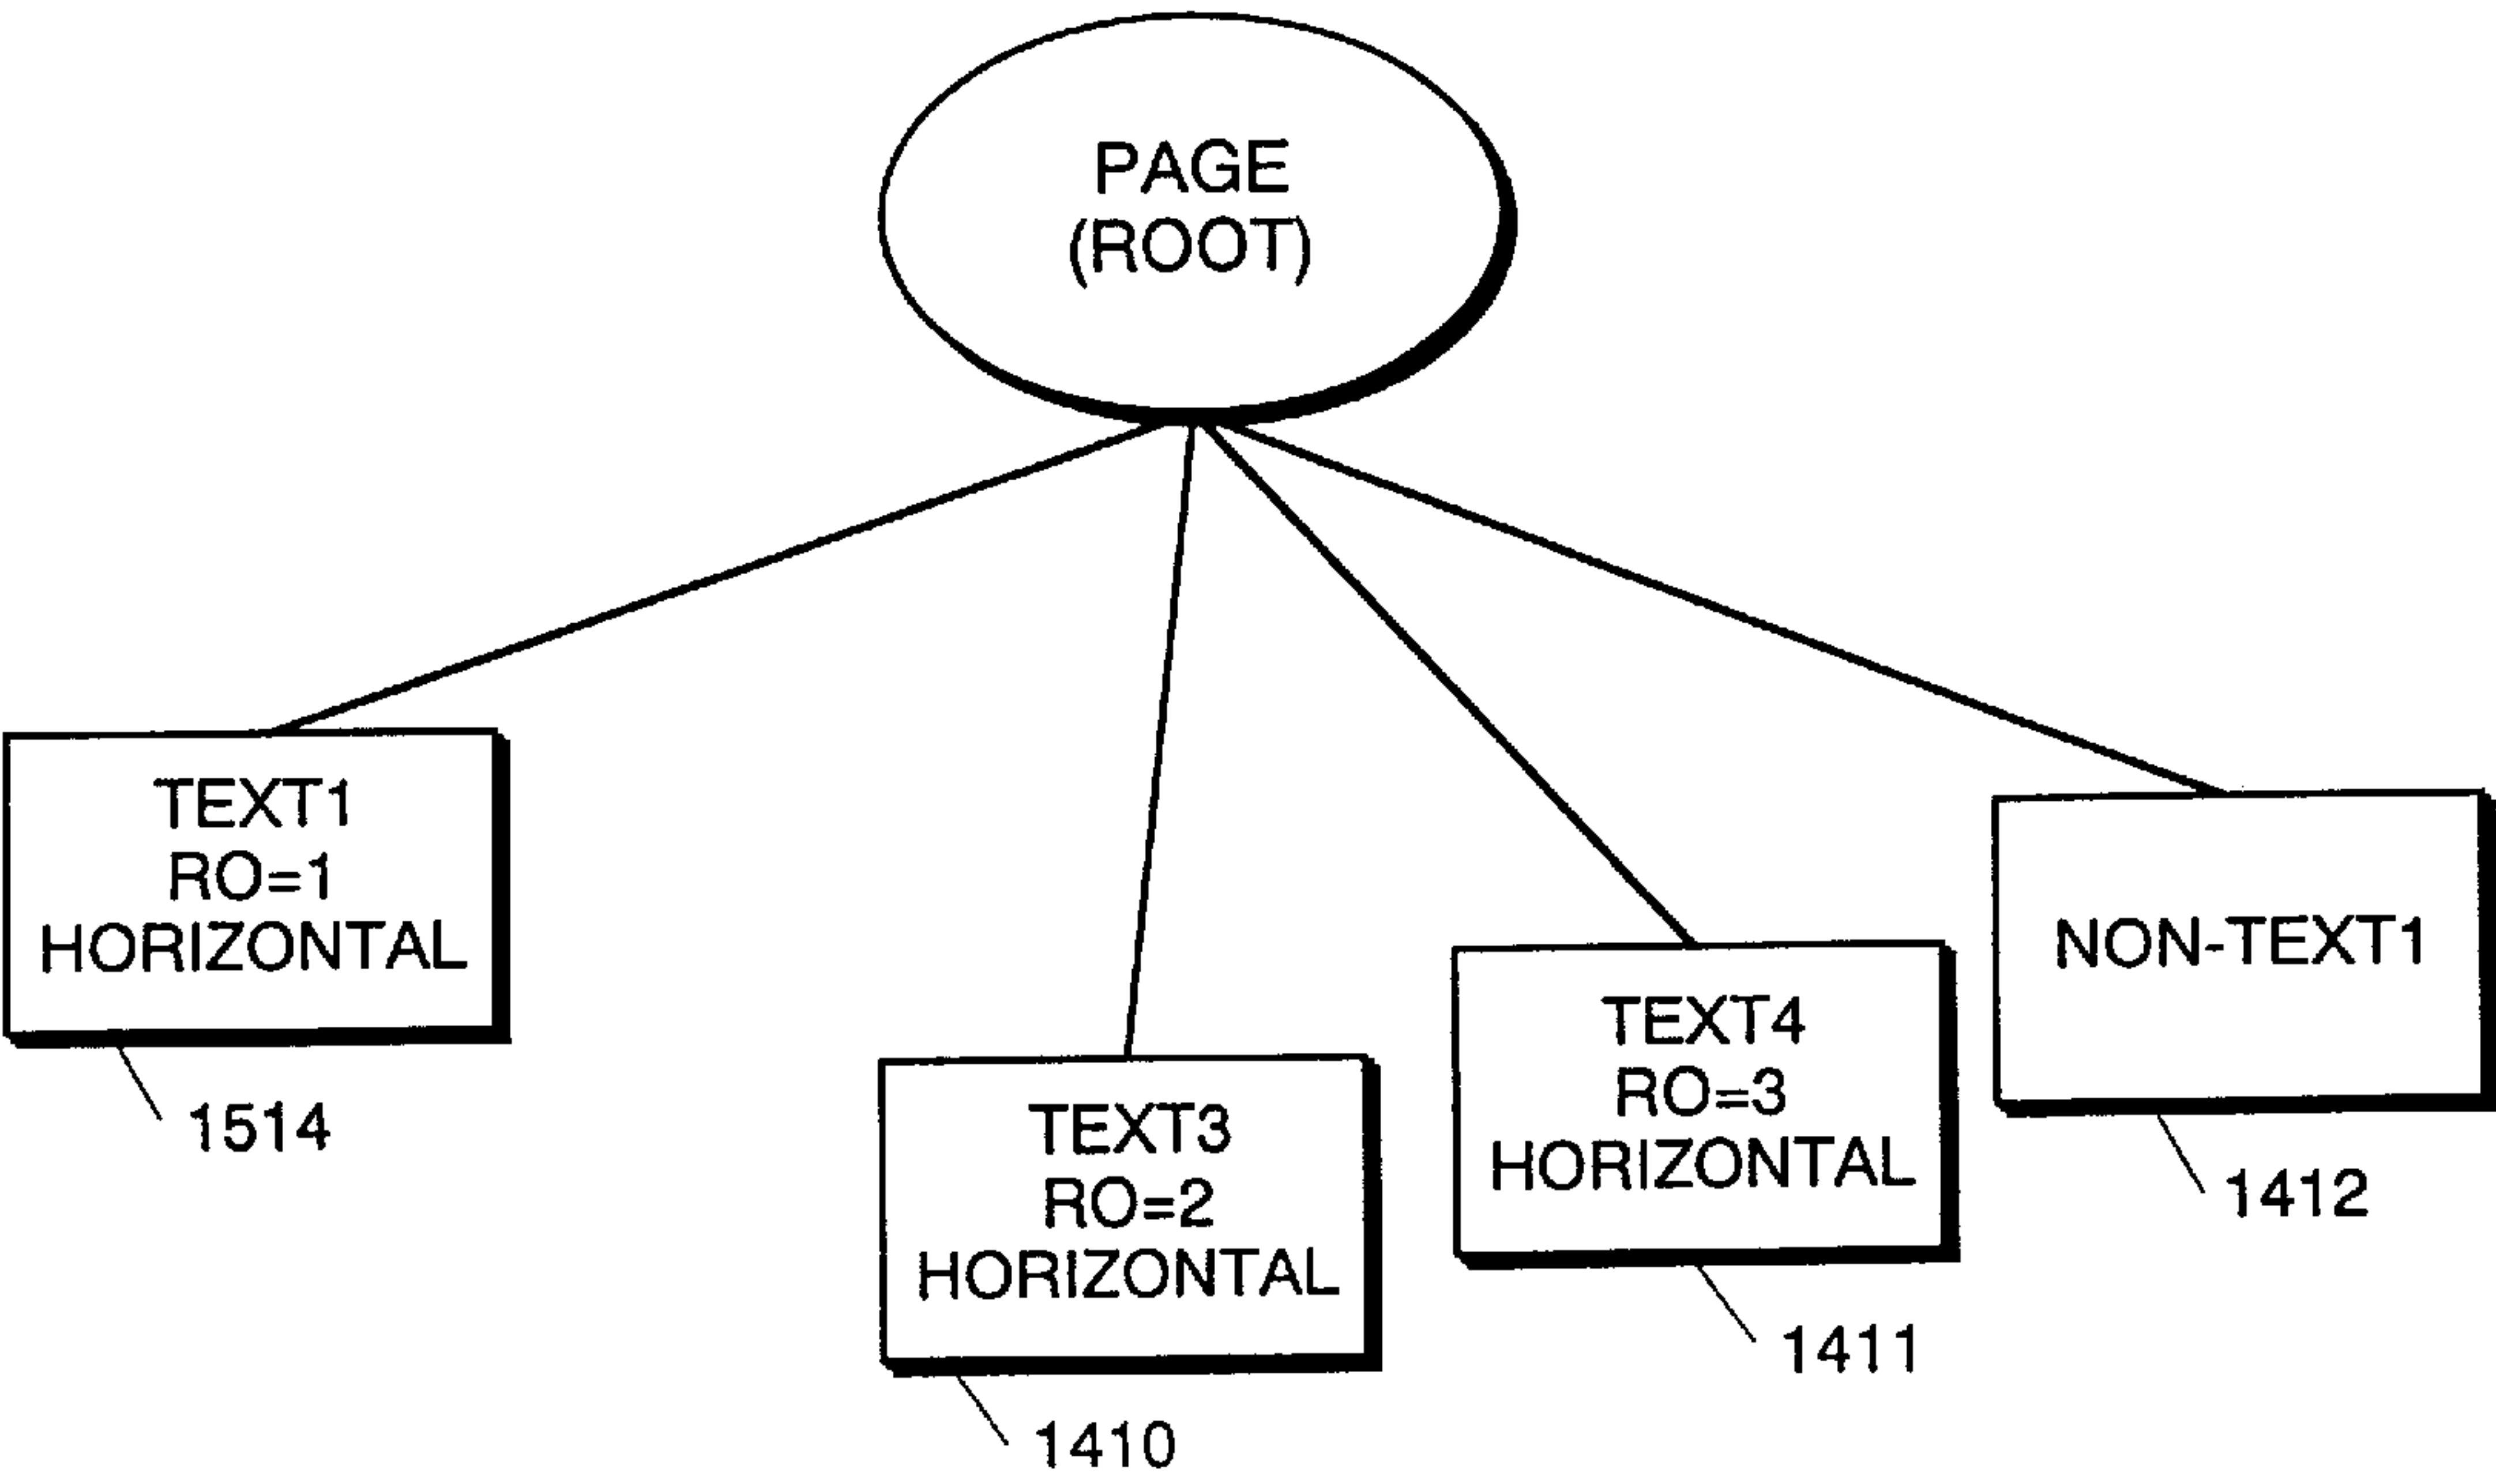 PAGE
(ROOT)
TEXT1
RO=1
HORIZONTAL
1514
TEXT3
RO=2
HORIZONTAL
1410
TEXT4
RO=3
HORIZONTAL
1411
NON-TEXT1
1412